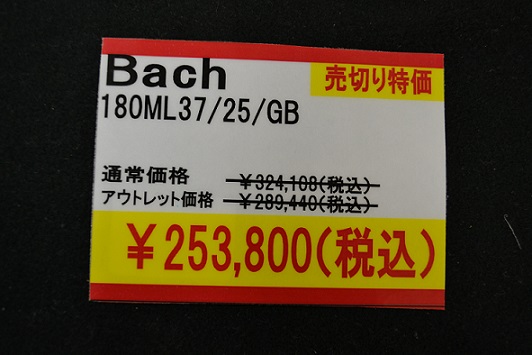 Bach
売切り特価
180ML37/25/GB
通常価格 ¥324,108(税込)
アウトレット価格 ¥289,440(税込)
¥253,800(税込)